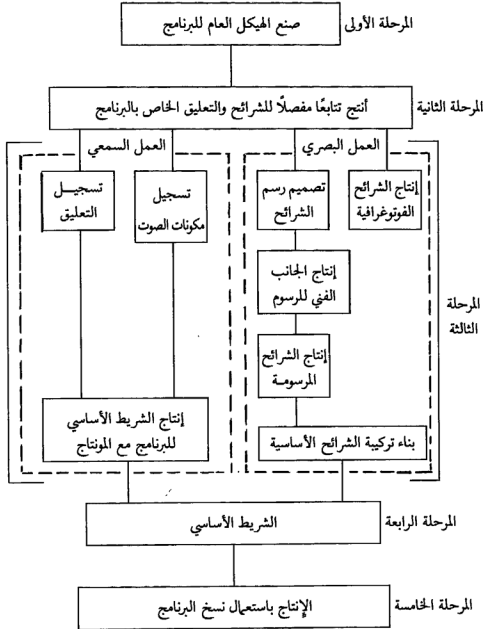 المرحلة الأولى
صنع الهيكل العام للبرنامج
المرحلة الثانية
أنتج تتابعًا مفصلًا للشرائح والتعليق الخاص بالبرنامج
العمل البصري
العمل السمعي
إنتاج الشرائح
الفوتوغرافية
تصميم رسم
الشرائح
تسجيل
مكونات الصوت
تسجيــل
التعليق
إنتاج الجانب
الفني للرسوم
المرحلة
الثالثة
إنتاج الشرائح
المرسومـة
إنتاج الشريط الأساسي
للبرنامج مع المونتاج
بناء تركيبة الشرائح الأساسية
المرحلة الرابعة
الشريط الأساسي
المرحلة الخامسة
الإنتاج باستعمال نسخ البرنامج